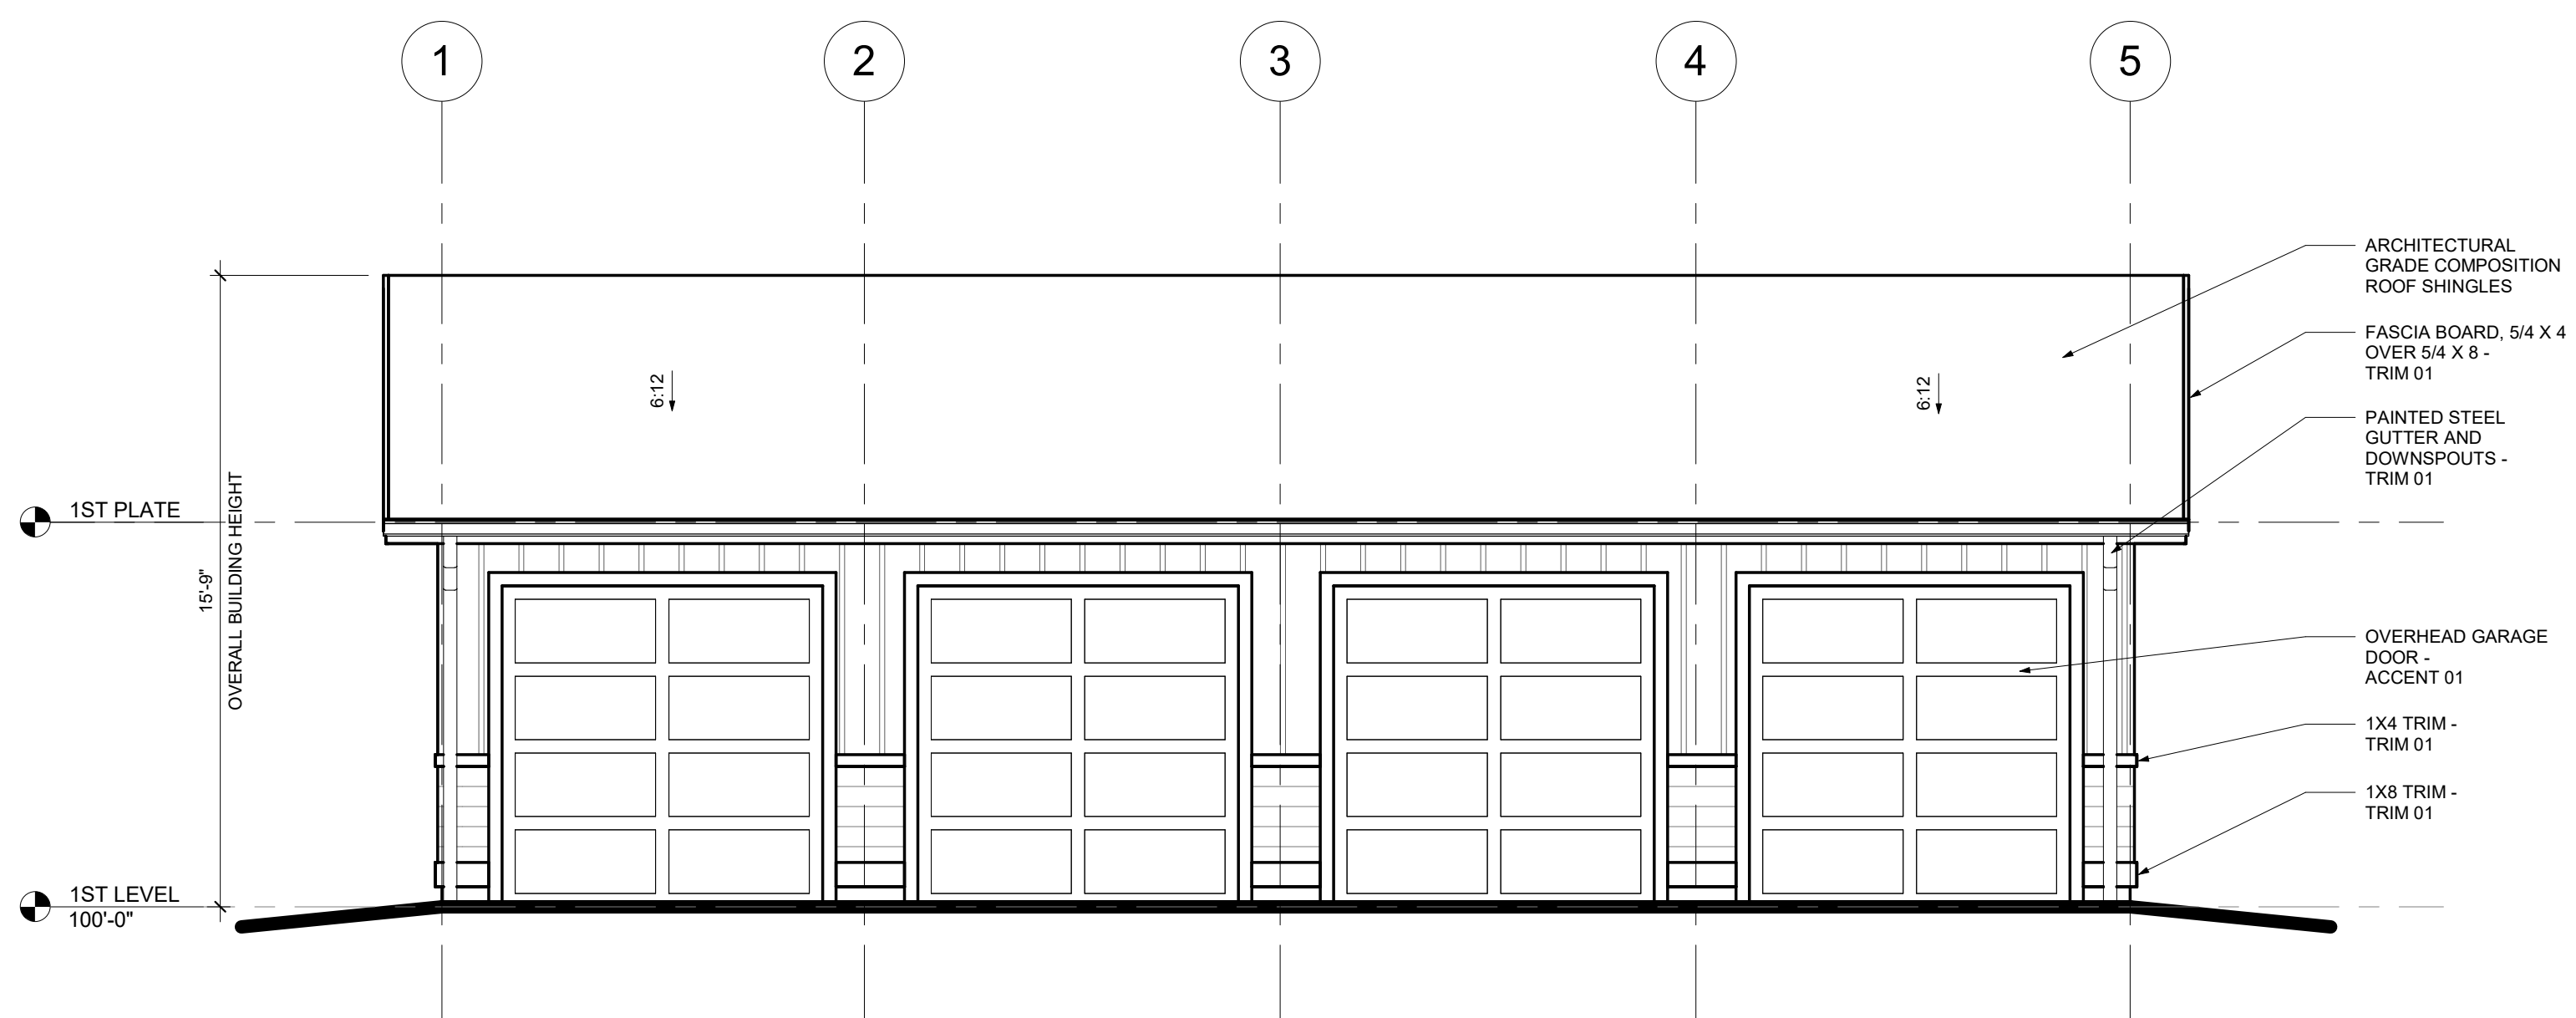 1
2
3
4
5
ARCHITECTURAL
GRADE COMPOSITION
ROOF SHINGLES
FASCIA BOARD, 5/4 X 4
OVER 5/4 X 8 -
TRIM 01
6:12
6:12
PAINTED STEEL
GUTTER AND
DOWNSPOUTS -
TRIM 01
1ST PLATE
15'-9"
OVERALL BUILDING HEIGHT
OVERHEAD GARAGE
DOOR -
ACCENT 01
1X4 TRIM -
TRIM 01
1X8 TRIM -
TRIM 01
1ST LEVEL
100'-0"